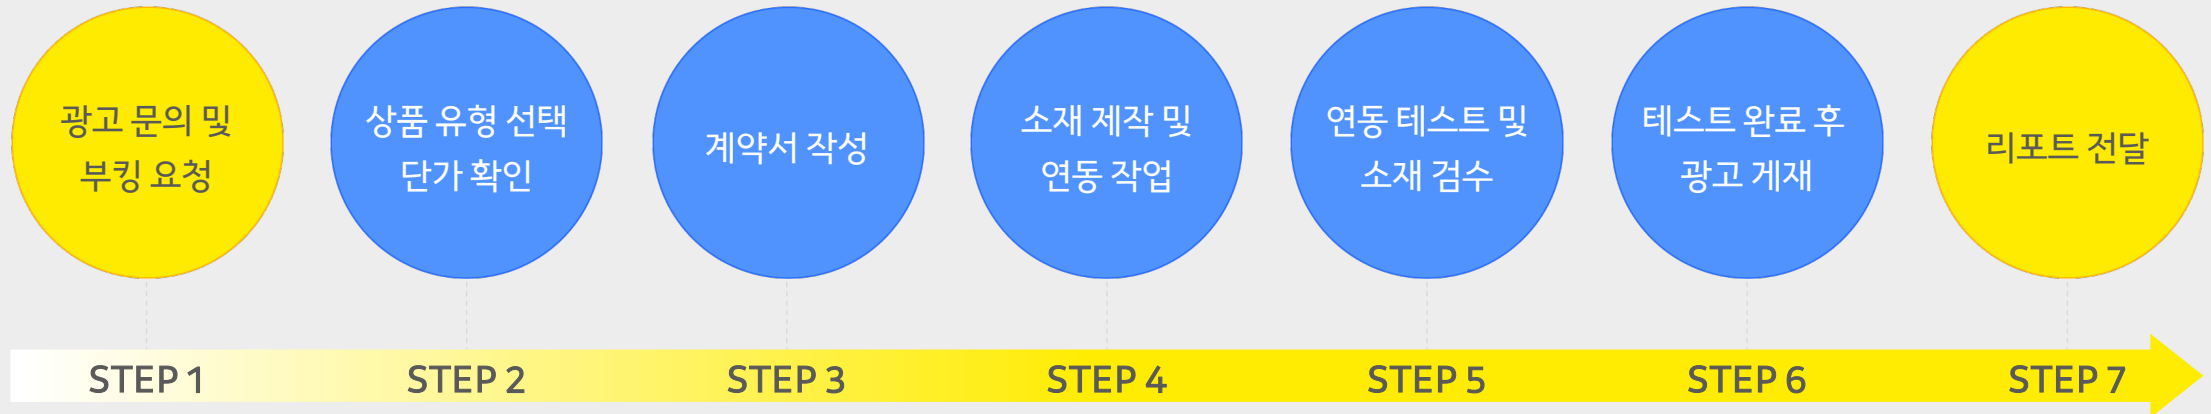 광고 문의 및
부킹 요청
상품 유형 선택
단가 확인
계약서 작성
소재 제작 및
연동 작업
연동 테스트 및
소재 검수
테스트 완료 후
광고 게재
리포트 전달
STEP 1
STEP 2
STEP 3
STEP 4
STEP 5
STEP 6
STEP 7